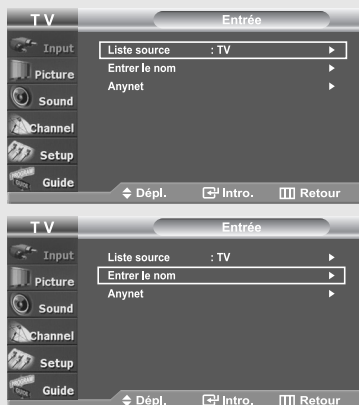 TV Entrée
Input
Liste source : TV
Entrer le nom
Picture
Anynet
Sound
Channel
Setup
Guide
Dépl. Intro. Retour
TV Entrée
Input
Liste source : TV
Entrer le nom
Picture
Anynet
Sound
Channel
Setup
Guide
Dépl. Intro. Retour